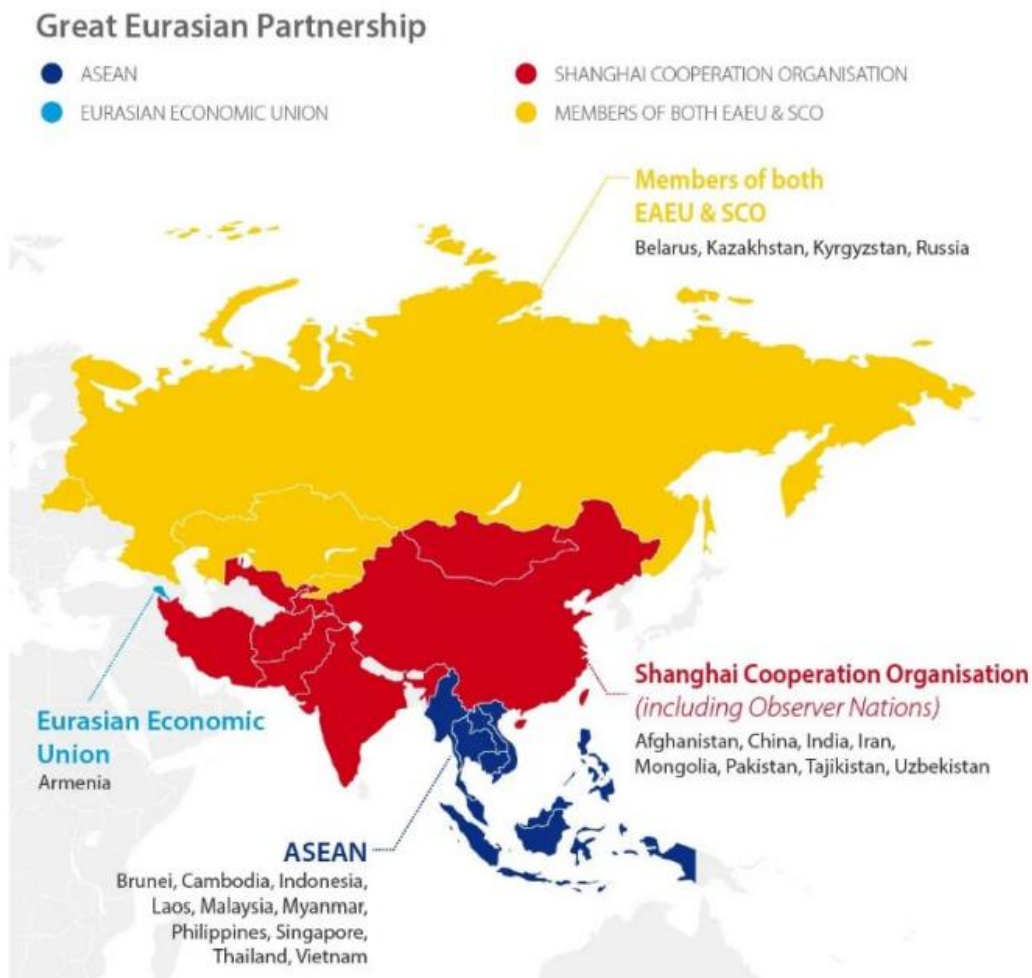 Great Eurasian Partnership
ASEAN
SHANGHAI COOPERATION ORGANISATION
EURASIAN ECONOMIC UNION
MEMBERS OF BOTH EAEU & SCO
Members of both
EAEU & SCO
Belarus, Kazakhstan, Kyrgyzstan, Russia
Shanghai Cooperation Organisation
(including Observer Nations)
Afghanistan, China, India, Iran,
Mongolia, Pakistan, Tajikistan, Uzbekistan
Eurasian Economic
Union
Armenia
ASEAN
Brunei, Cambodia, Indonesia,
Laos, Malaysia, Myanmar,
Philippines, Singapore,
Thailand, Vietnam